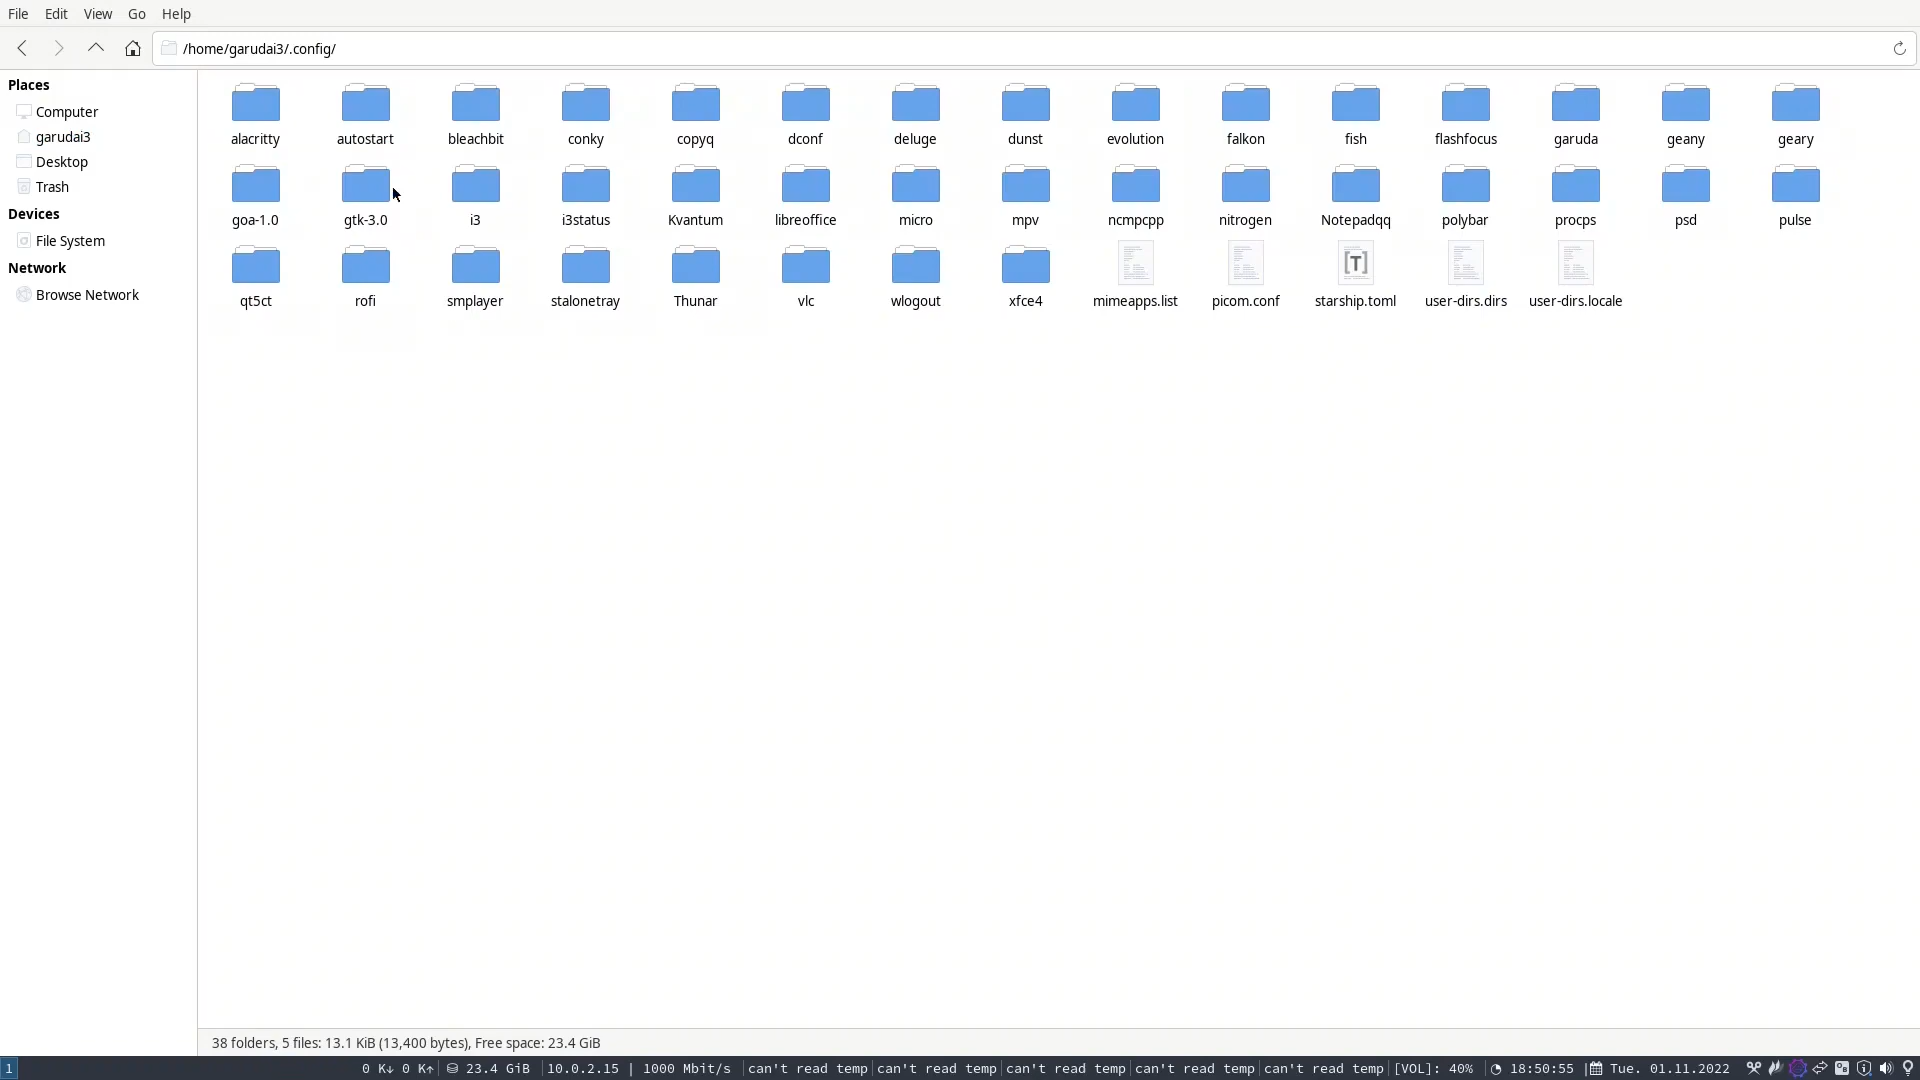 File Edit View Go Help
/home/garudai3/.config/
Places
Computer
garudai3
Desktop
Trash
Devices
File System
Network
Browse Network
alacritty autostart bleachbit conky copyq dconf deluge dunst evolution falkon fish flashfocus garuda geany geary
goa-1.0 gtk-3.0 i3 i3status Kvantum libreoffice micro mpv ncmpcpp nitrogen Notepadqq polybar procps psd pulse
[T]
qt5ct rofi smplayer stalonetray Thunar vlc wlogout xfce4 mimeapps.list picom.conf starship.toml user-dirs.dirs user-dirs.locale
38 folders, 5 files: 13.1 KiB (13,400 bytes), Free space: 23.4 GiB
1 0 K↓ 0 K↑ 23.4 GiB 10.0.2.15 | 1000 Mbit/s can't read temp can't read temp can't read temp can't read temp can't read temp [VOL]: 40% 18:50:55 Tue. 01.11.2022